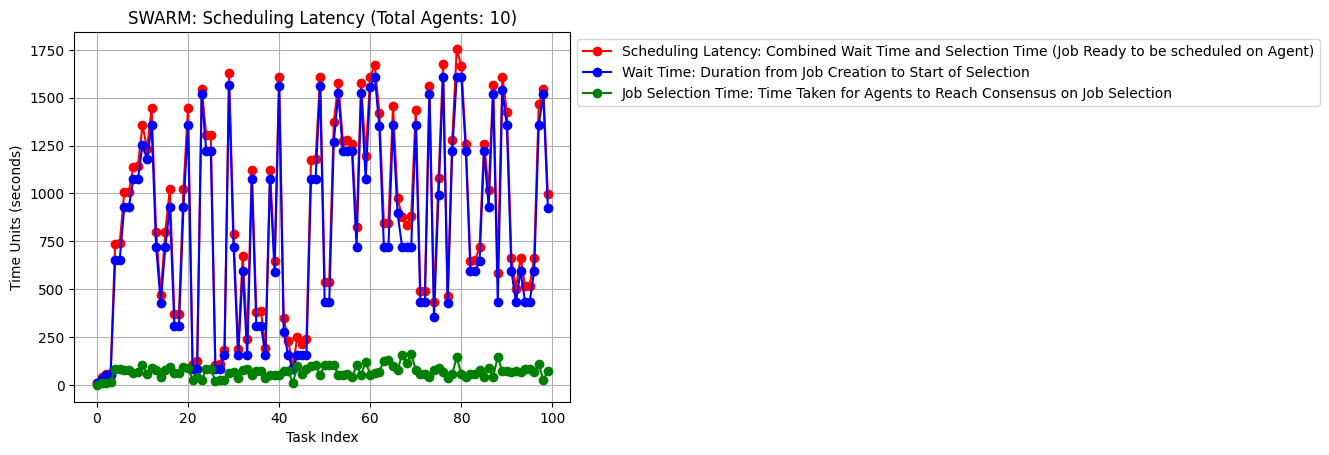 SWARM: Scheduling Latency (Total Agents: 10)
Scheduling Latency: Combined Wait Time and Selection Time (Job Ready to be scheduled on Agent)
Wait Time: Duration from Job Creation to Start of Selection
Job Selection Time: Time Taken for Agents to Reach Consensus on Job Selection
Time Units (seconds)
1750
1500
1250
1000
750
500
250
0
0 20 40 60 80 100
Task Index